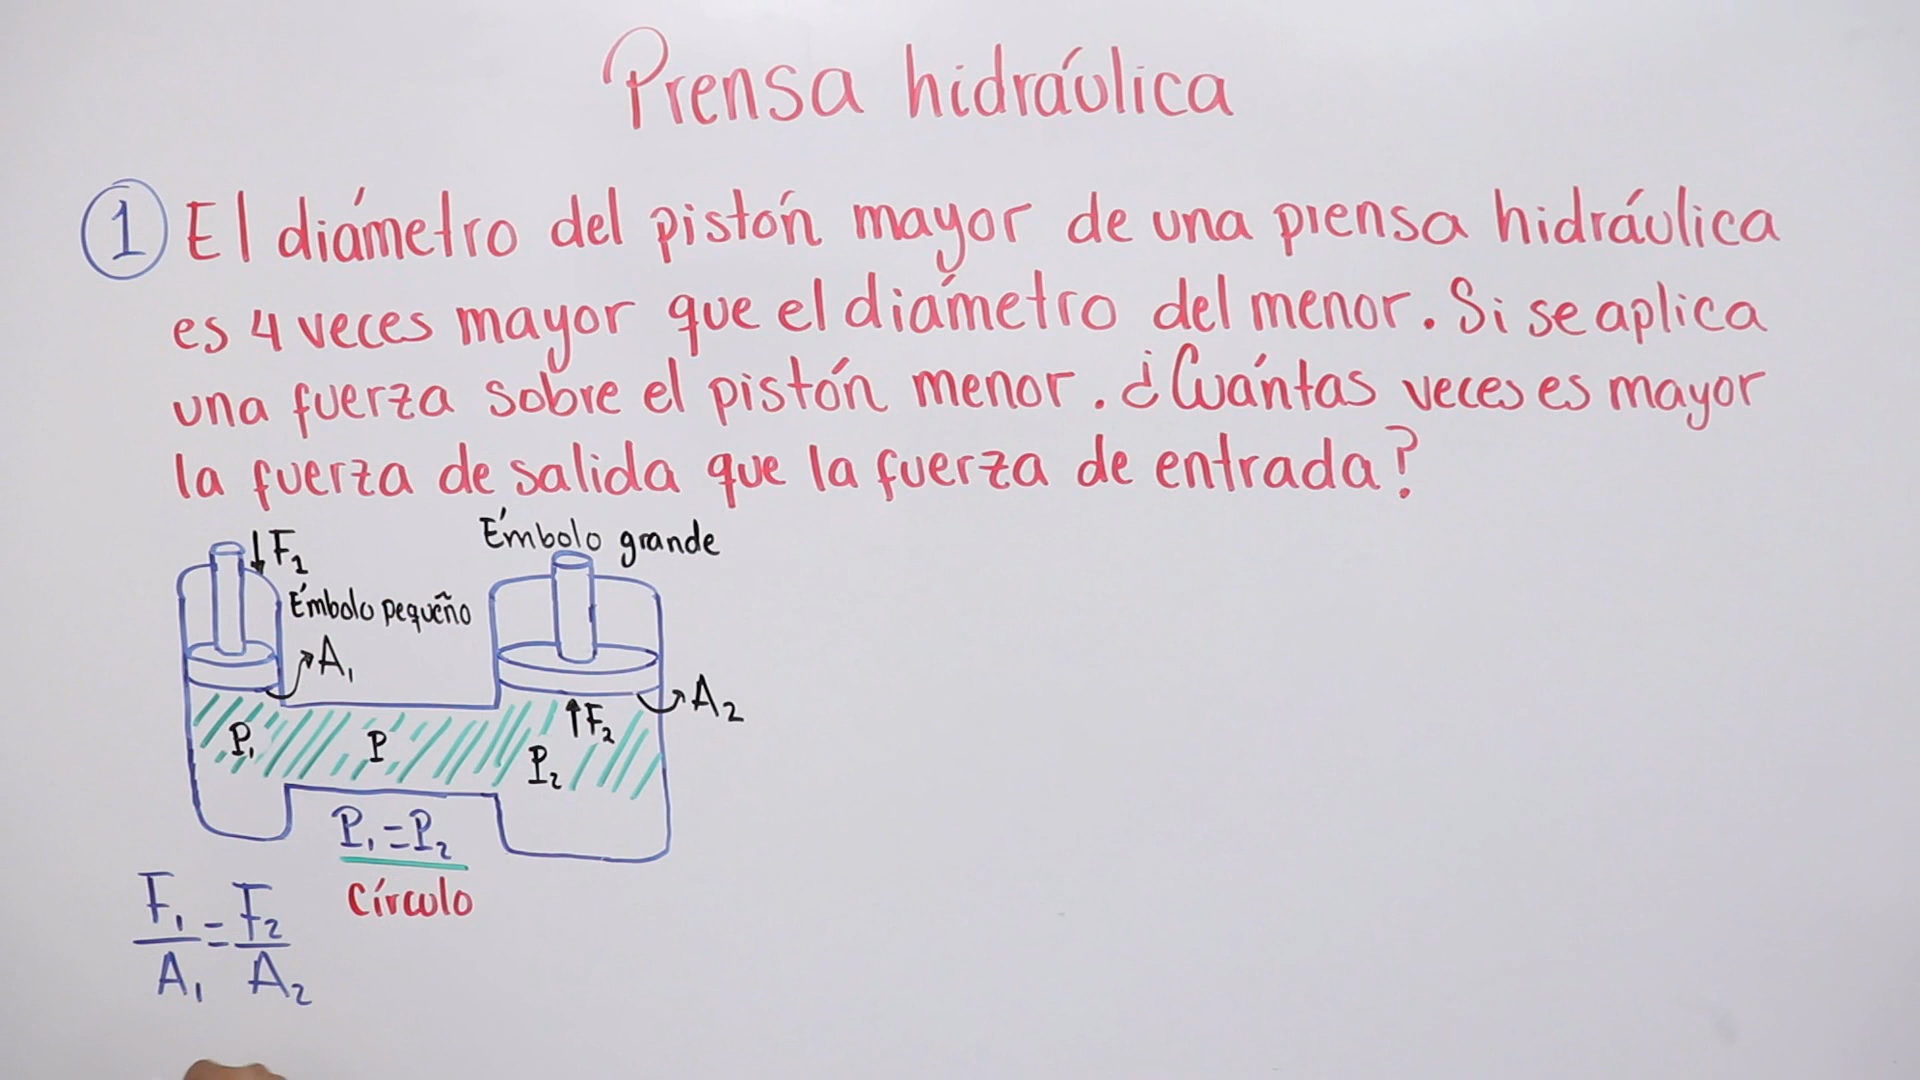 Prensa hidráulica
1 El diámetro del pistón mayor de una prensa hidráulica
es 4 veces mayor que el diámetro del menor. Si se aplica
una fuerza sobre el pistón menor. ¿Cuántas veces es mayor
la fuerza de salida que la fuerza de entrada?
Émbolo grande
F₁
Émbolo pequeño
A₁
A₂
F₂
P₁ P P₂
P₁=P₂
Círculo
F₁/A₁=F₂/A₂